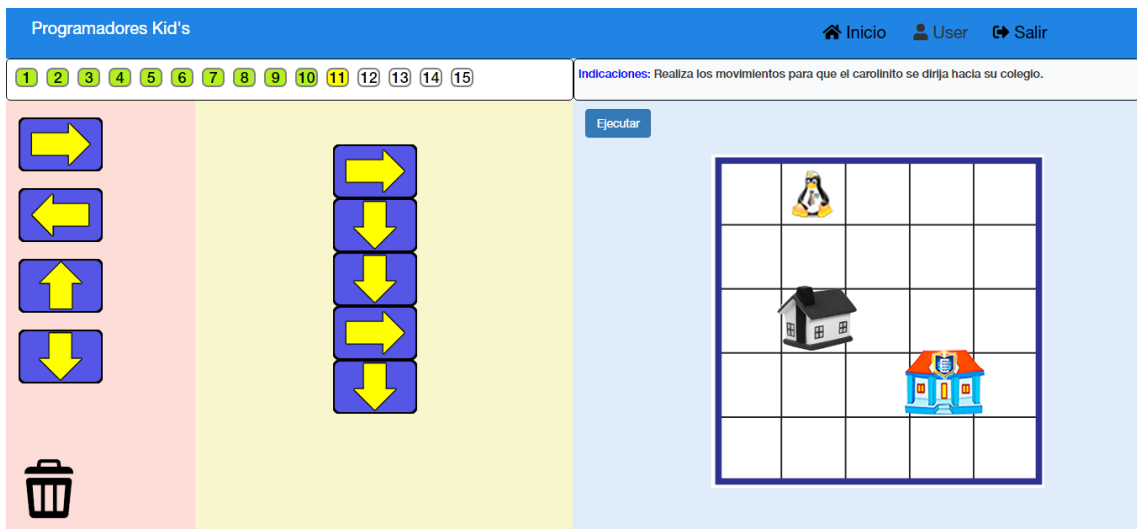 Programadores Kid's
Inicio User Salir
1 2 3 4 5 6 7 8 9 10 11 12 13 14 15
Indicaciones: Realiza los movimientos para que el carolinito se dirija hacia su colegio.
Ejecutar